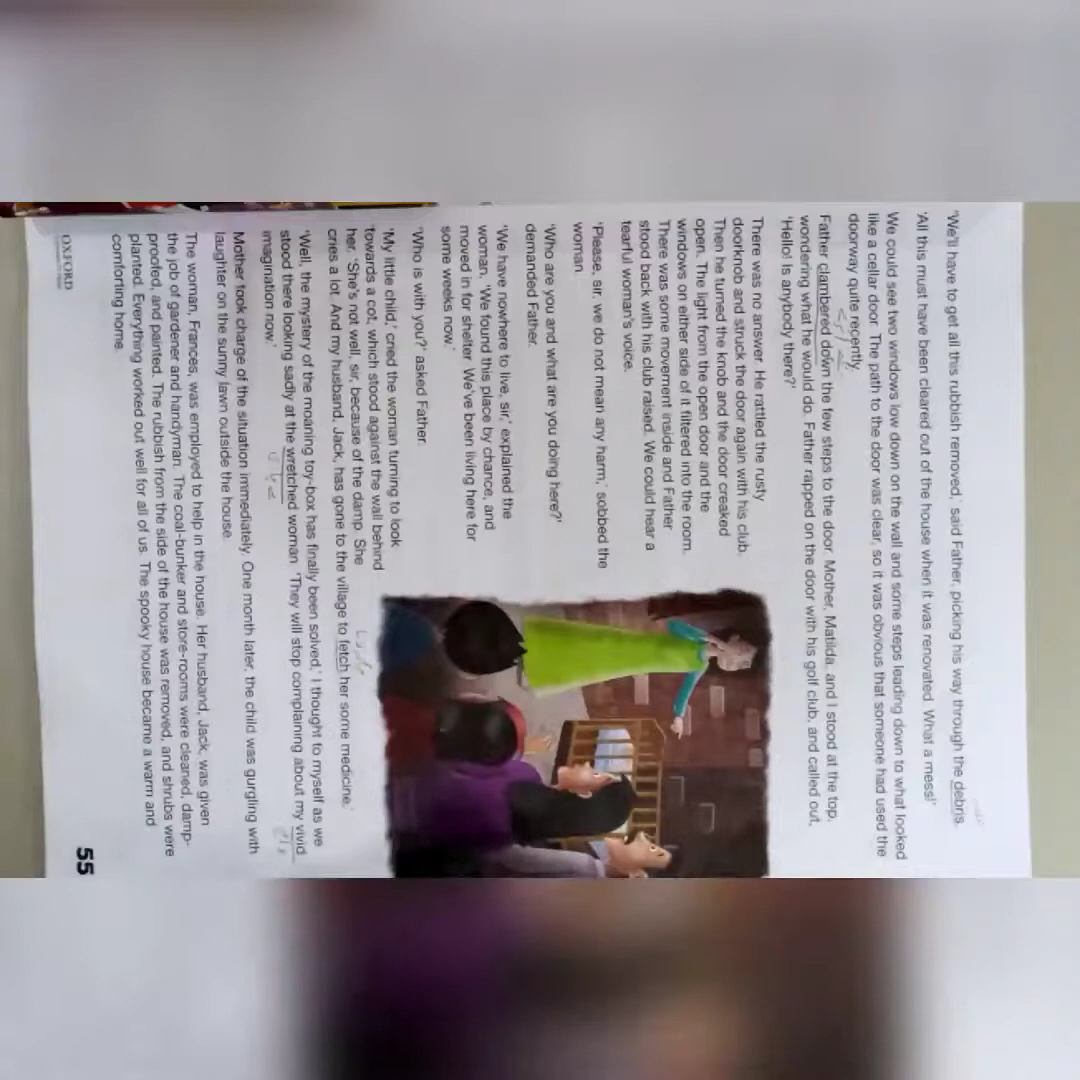 'We'll have to get all this rubbish removed,' said Father, picking his way through the debris.
'All this must have been cleared out of the house when it was renovated. What a mess!'
We could see two windows low down on the wall and some steps leading down to what looked
like a cellar door. The path to the door was clear, so it was obvious that someone had used the
doorway quite recently.
Father clambered down the few steps to the door. Mother, Matilda, and I stood at the top,
wondering what he would do. Father rapped on the door with his golf club, and called out,
'Hello! Is anybody there?'
There was no answer. He rattled the rusty
doorknob and struck the door again with his club.
Then he turned the knob and the door creaked
open. The light from the open door and the
windows on either side of it filtered into the room.
There was some movement inside and Father
stood back with his club raised. We could hear a
tearful woman's voice.
'Please, sir, we do not mean any harm,' sobbed the
woman
'Who are you and what are you doing here?'
demanded Father.
'We have nowhere to live, sir,' explained the
woman. 'We found this place by chance, and
moved in for shelter. We've been living here for
some weeks now.'
'Who is with you?' asked Father.
'My little child,' cried the woman turning to look
towards a cot, which stood against the wall behind
her. 'She's not well, sir, because of the damp. She
cries a lot. And my husband, Jack, has gone to the village to fetch her some medicine.'
'Well, the mystery of the moaning toy-box has finally been solved,' I thought to myself as we
stood there looking sadly at the wretched woman. 'They will stop complaining about my vivid
imagination now.'
Mother took charge of the situation immediately. One month later, the child was gurgling with
laughter on the sunny lawn outside the house.
The woman, Frances, was employed to help in the house. Her husband, Jack, was given
the job of gardener and handyman. The coal-bunker and store-rooms were cleaned, damp-
proofed, and painted. The rubbish from the side of the house was removed, and shrubs were
planted. Everything worked out well for all of us. The spooky house became a warm and
comforting home.
OXFORD
55